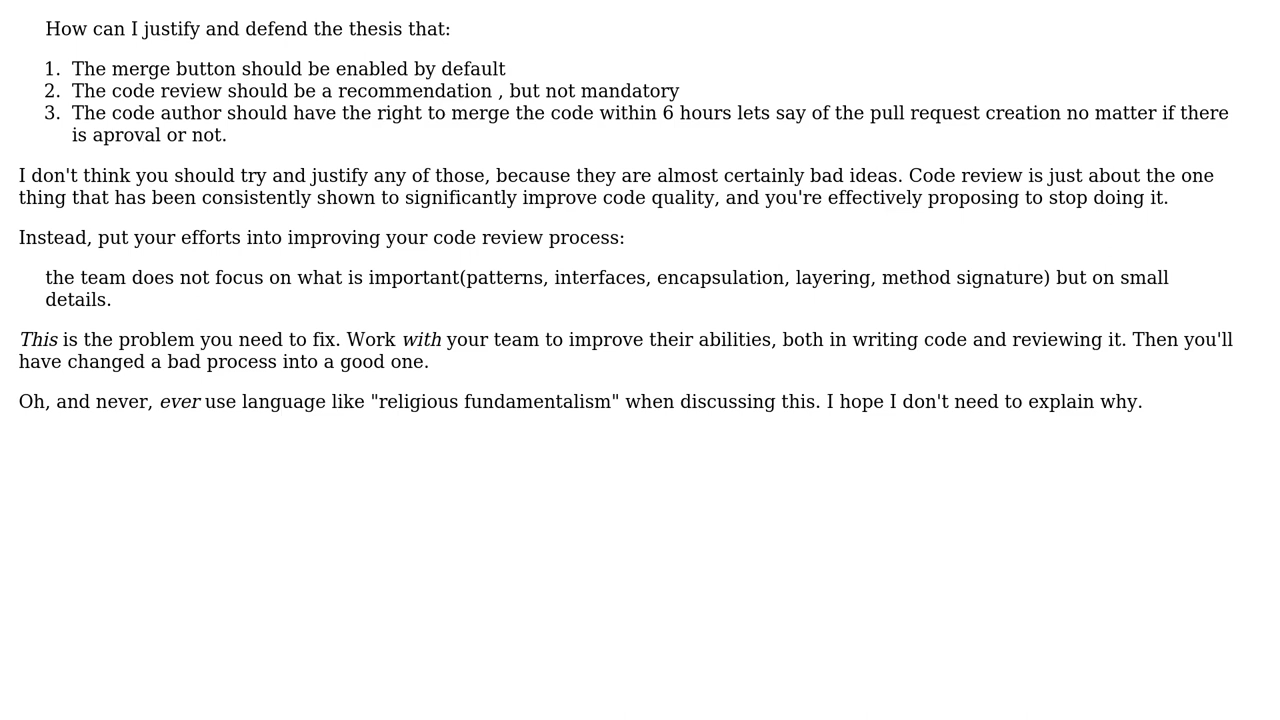 How can I justify and defend the thesis that:
1. The merge button should be enabled by default
2. The code review should be a recommendation , but not mandatory
3. The code author should have the right to merge the code within 6 hours lets say of the pull request creation no matter if there
is aproval or not.
I don't think you should try and justify any of those, because they are almost certainly bad ideas. Code review is just about the one
thing that has been consistently shown to significantly improve code quality, and you're effectively proposing to stop doing it.
Instead, put your efforts into improving your code review process:
the team does not focus on what is important(patterns, interfaces, encapsulation, layering, method signature) but on small
details.
This is the problem you need to fix. Work with your team to improve their abilities, both in writing code and reviewing it. Then you'll
have changed a bad process into a good one.
Oh, and never, ever use language like "religious fundamentalism" when discussing this. I hope I don't need to explain why.